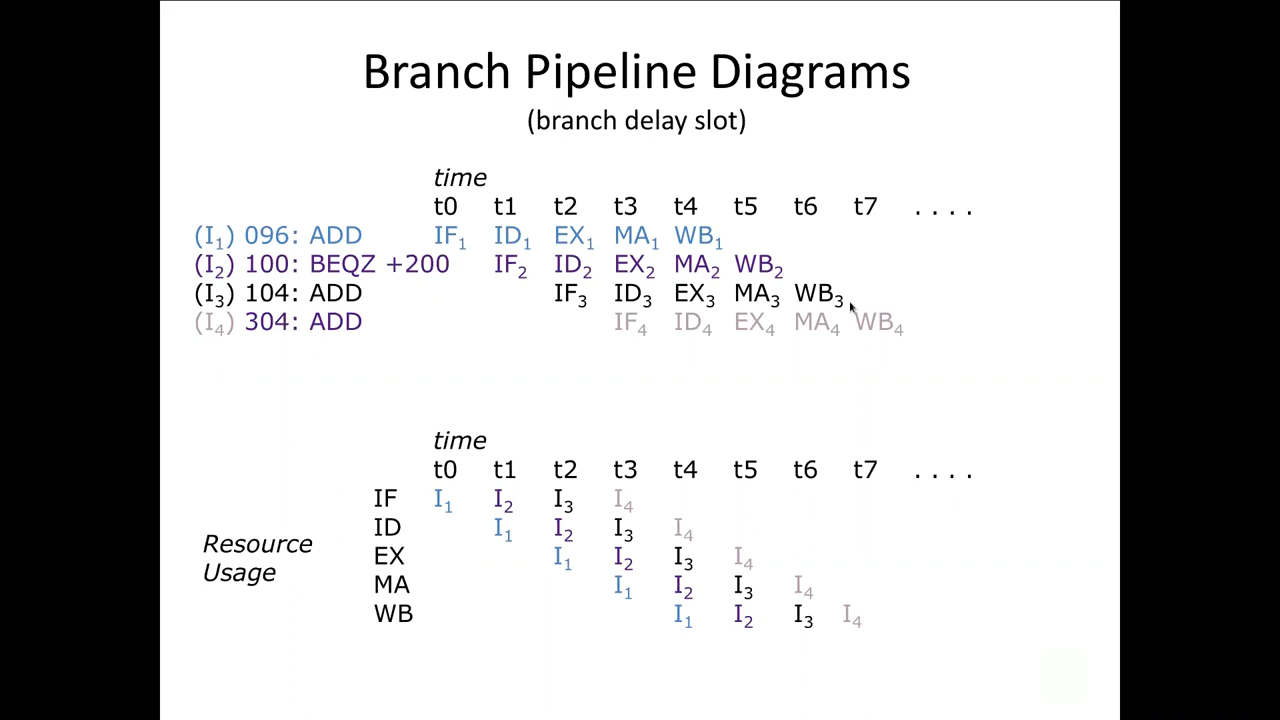 Branch Pipeline Diagrams
(branch delay slot)
time
t0 t1 t2 t3 t4 t5 t6 t7 . . . .
(I₁) 096: ADD IF₁ ID₁ EX₁ MA₁ WB₁
(I₂) 100: BEQZ +200 IF₂ ID₂ EX₂ MA₂ WB₂
(I₃) 104: ADD IF₃ ID₃ EX₃ MA₃ WB₃
(I₄) 304: ADD IF₄ ID₄ EX₄ MA₄ WB₄
time
t0 t1 t2 t3 t4 t5 t6 t7 . . . .
IF I₁ I₂ I₃ I₄
ID I₁ I₂ I₃ I₄
Resource
EX I₁ I₂ I₃ I₄
Usage
MA I₁ I₂ I₃ I₄
WB I₁ I₂ I₃ I₄